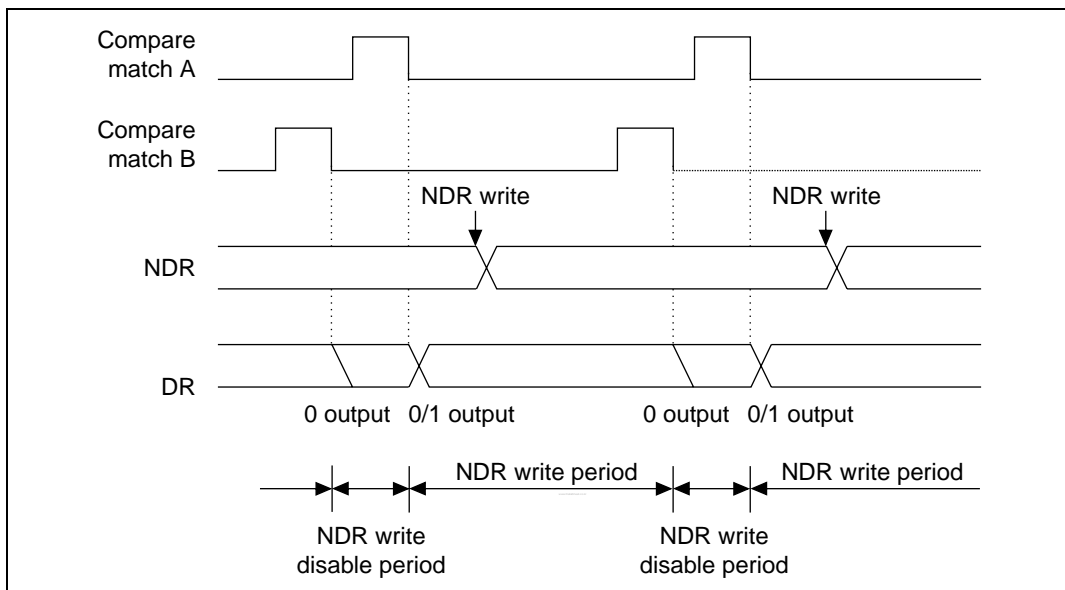 Compare
match A
Compare
match B
NDR write NDR write
NDR
DR
0 output 0/1 output 0 output 0/1 output
NDR write period NDR write period
NDR write NDR write
disable period disable period